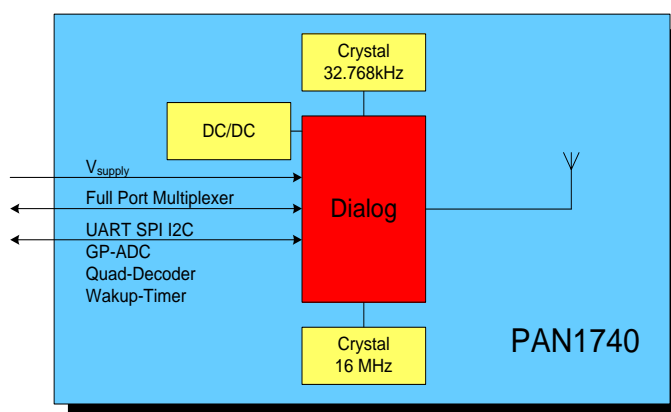 Crystal
32.768kHz
DC/DC
Vsupply
Full Port Multiplexer
Dialog
UART SPI I2C
GP-ADC
Quad-Decoder
Wakup-Timer
Crystal
16 MHz
PAN1740